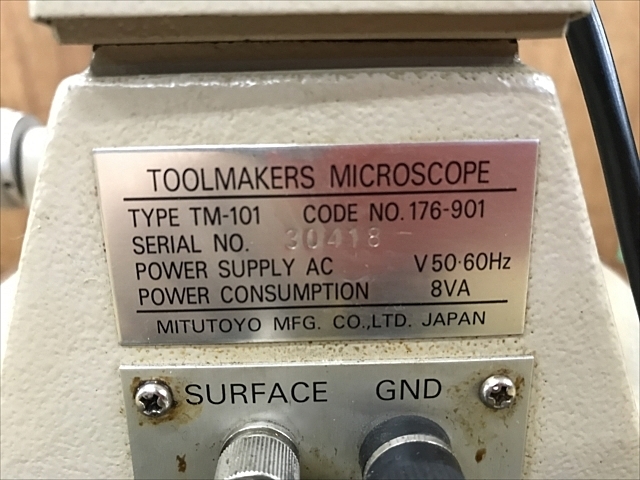 TOOLMAKERS MICROSCOPE
TYPE TM-101 CODE NO. 176-901
SERIAL NO. 30418
POWER SUPPLY AC V 50·60Hz
POWER CONSUMPTION 8VA
MITUTOYO MFG. CO.,LTD. JAPAN
SURFACE GND